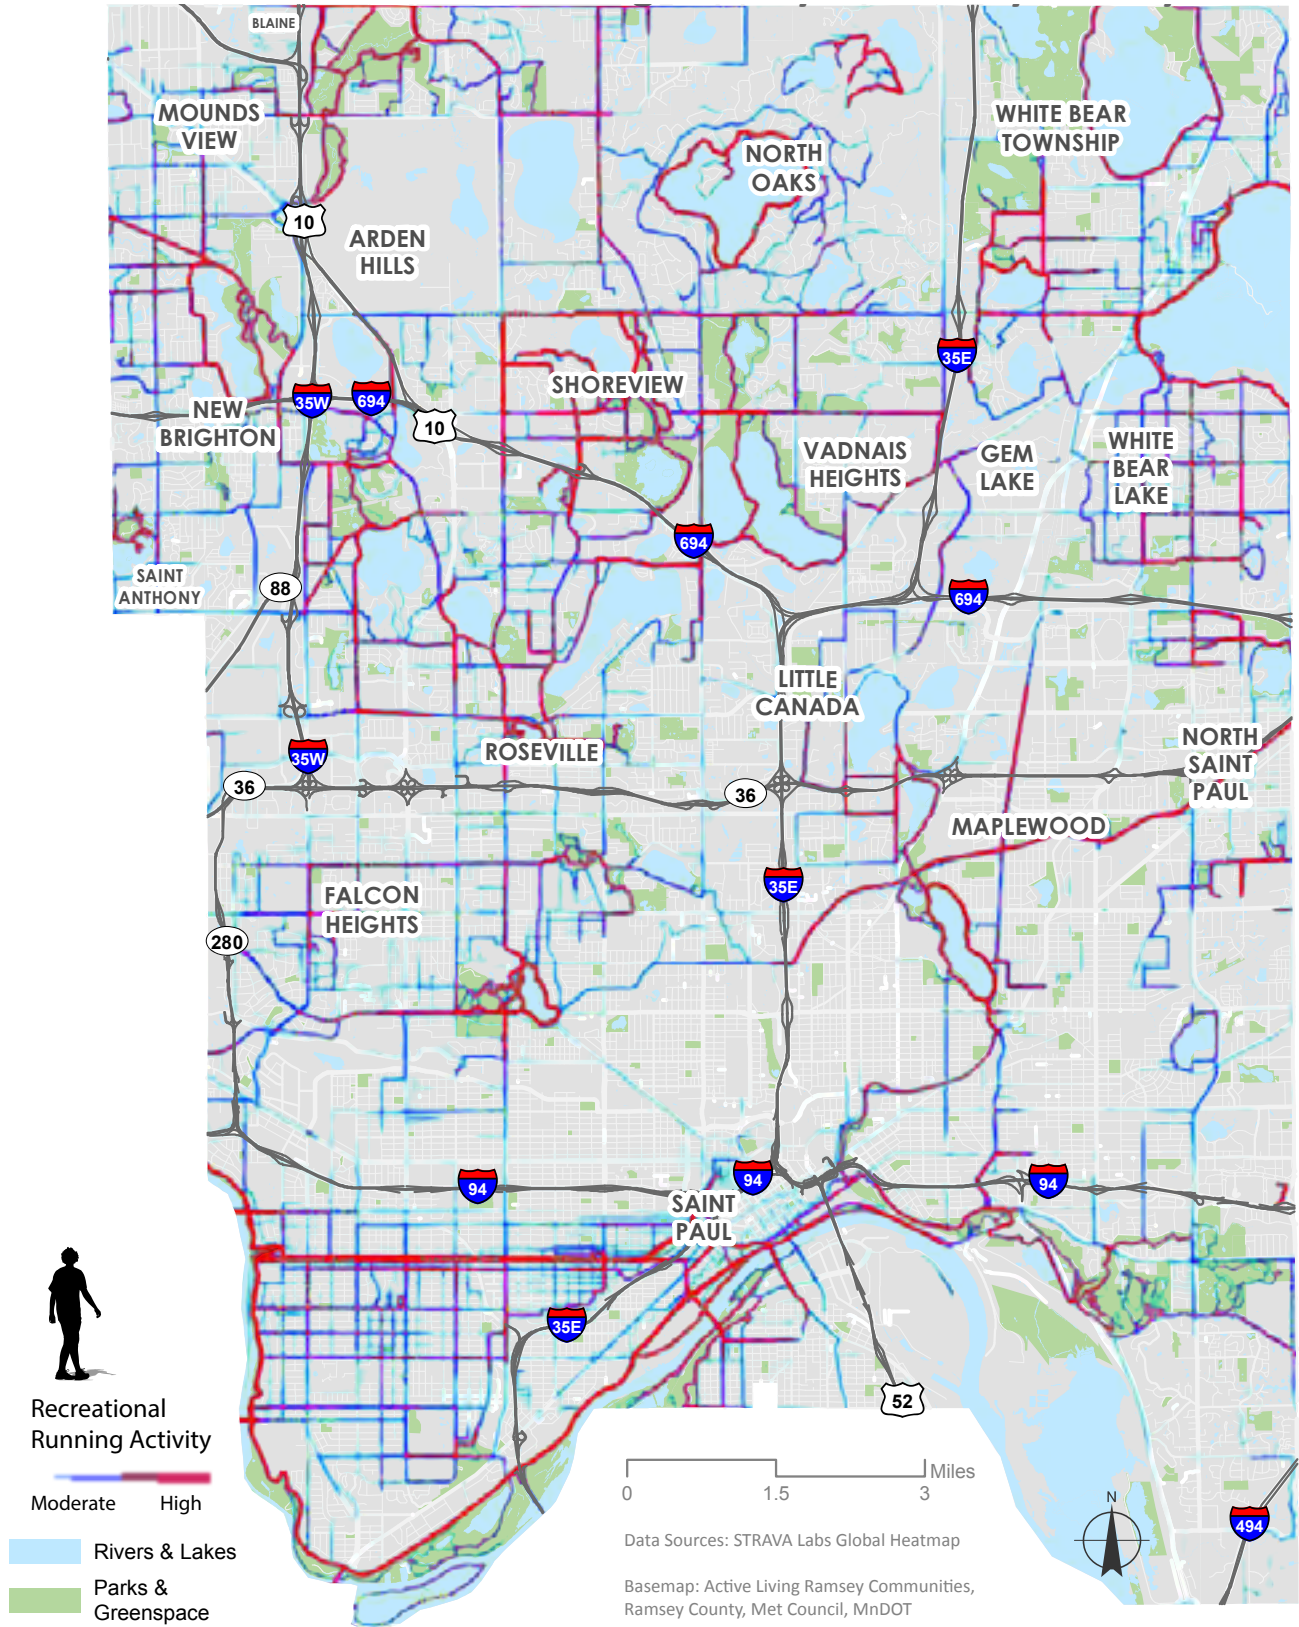 BLAINE
MOUNDS
VIEW
WHITE BEAR
TOWNSHIP
NORTH
OAKS
10
ARDEN
HILLS
35E
SHOREVIEW
35W
694
NEW
BRIGHTON
10
VADNAIS
HEIGHTS
GEM
LAKE
WHITE
BEAR
LAKE
694
SAINT
ANTHONY
88
694
LITTLE
CANADA
ROSEVILLE
35W
NORTH
SAINT
PAUL
36
36
MAPLEWOOD
35E
FALCON
HEIGHTS
280
94
94
94
SAINT
PAUL
35E
52
Recreational
Running Activity
Moderate
High
Rivers & Lakes
Parks &
Greenspace
Miles
0
1.5
3
Data Sources: STRAVA Labs Global Heatmap
Basemap: Active Living Ramsey Communities,
Ramsey County, Met Council, MnDOT
N
494